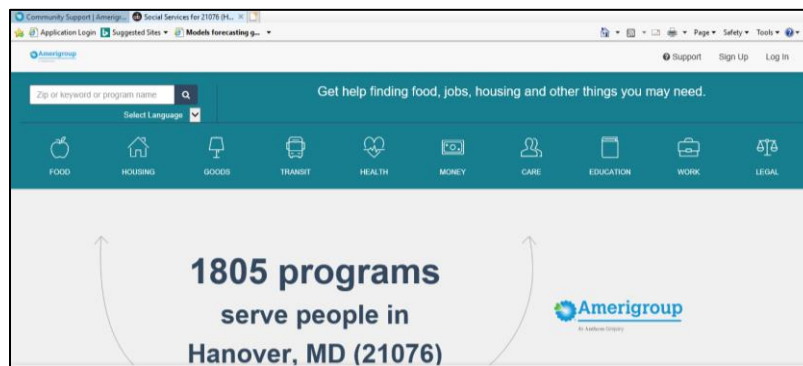 Community Support | Amerigr... Social Services for 21076 (H...
Application Login Suggested Sites Models forecasting g... Page Safety Tools
Amerigroup Support Sign Up Log In
Zip or keyword or program name Get help finding food, jobs, housing and other things you may need.
Select Language
FOOD HOUSING GOODS TRANSIT HEALTH MONEY CARE EDUCATION WORK LEGAL
1805 programs
serve people in
Hanover, MD (21076)
Amerigroup
An Anthem Company